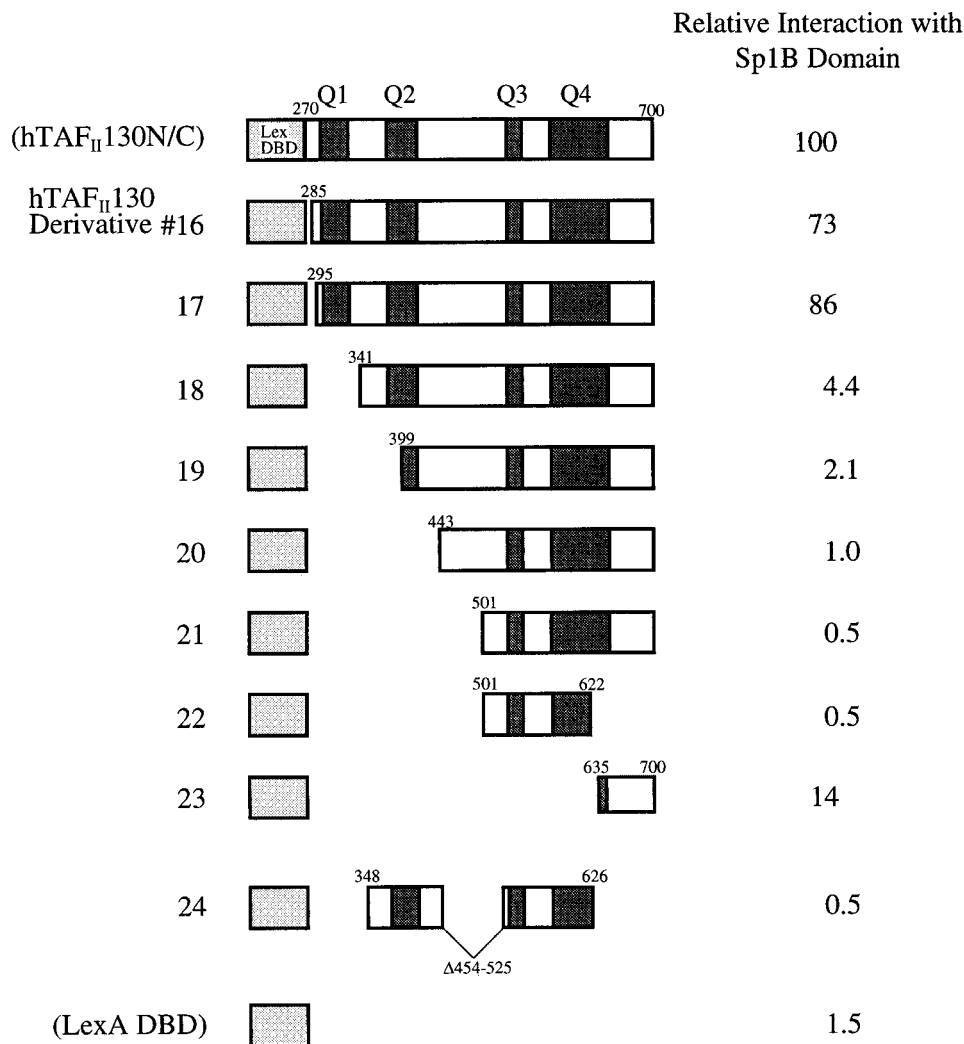 Relative Interaction with
Sp1B Domain
Q1 Q2 Q3 Q4
270 700
(hTAFII130N/C) Lex DBD 100
hTAFII130
Derivative #16 285 73
17 295 86
18 341 4.4
19 399 2.1
20 443 1.0
21 501 0.5
22 501 622 0.5
23 635 700 14
24 348 626 0.5
Δ454-525
(LexA DBD) 1.5